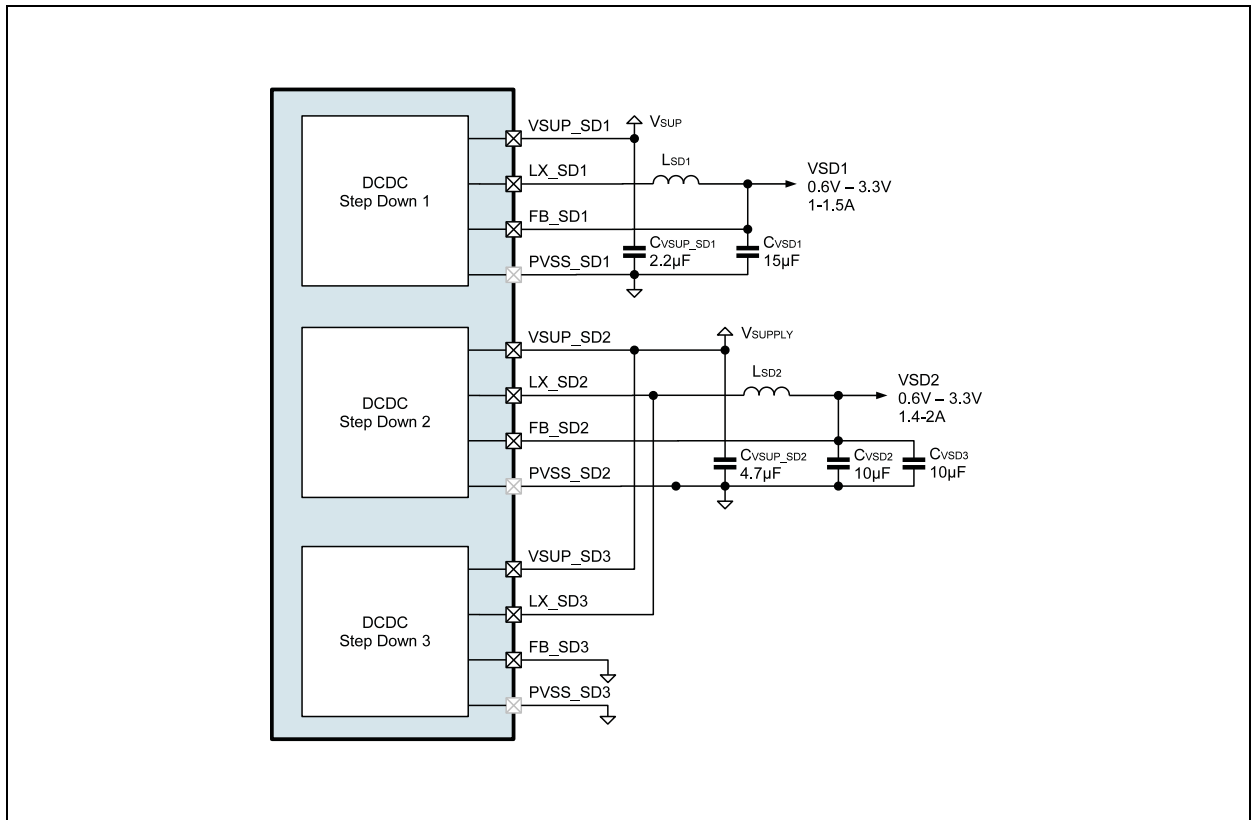 DCDC
Step Down 1
VSUP_SD1
LX_SD1
FB_SD1
PVSS_SD1
VSUP
LSD1
VSD1
0.6V – 3.3V
1-1.5A
CVSUP_SD1
2.2µF
CVSD1
15µF
DCDC
Step Down 2
VSUP_SD2
LX_SD2
FB_SD2
PVSS_SD2
VSUPPLY
LSD2
VSD2
0.6V – 3.3V
1.4-2A
CVSUP_SD2
4.7µF
CVSD2
10µF
CVSD3
10µF
DCDC
Step Down 3
VSUP_SD3
LX_SD3
FB_SD3
PVSS_SD3